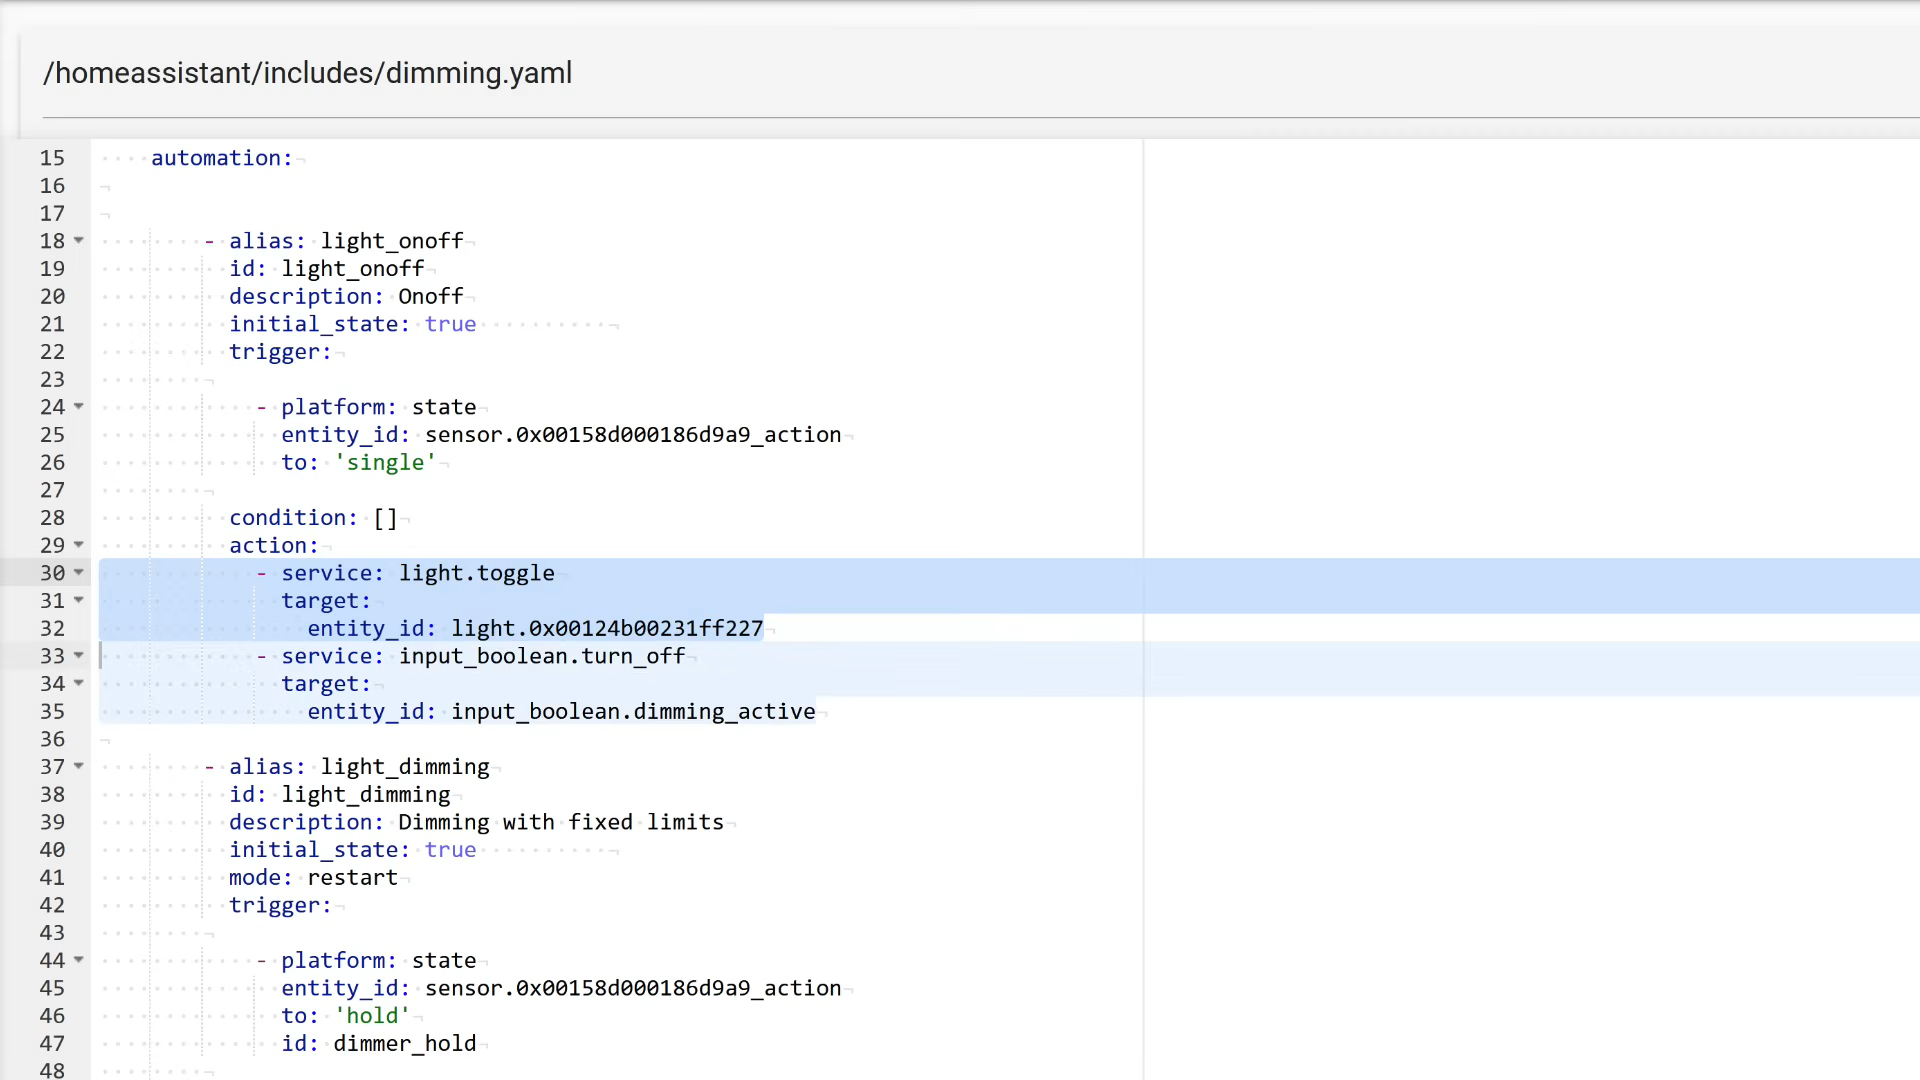 /homeassistant/includes/dimming.yaml
15     automation:
16
17
18         - alias: light_onoff
19           id: light_onoff
20           description: Onoff
21           initial_state: true
22           trigger:
23
24             - platform: state
25               entity_id: sensor.0x00158d000186d9a9_action
26               to: 'single'
27
28           condition: []
29           action:
30             - service: light.toggle
31               target:
32                 entity_id: light.0x00124b00231ff227
33             - service: input_boolean.turn_off
34               target:
35                 entity_id: input_boolean.dimming_active
36
37         - alias: light_dimming
38           id: light_dimming
39           description: Dimming with fixed limits
40           initial_state: true
41           mode: restart
42           trigger:
43
44             - platform: state
45               entity_id: sensor.0x00158d000186d9a9_action
46               to: 'hold'
47               id: dimmer_hold
48